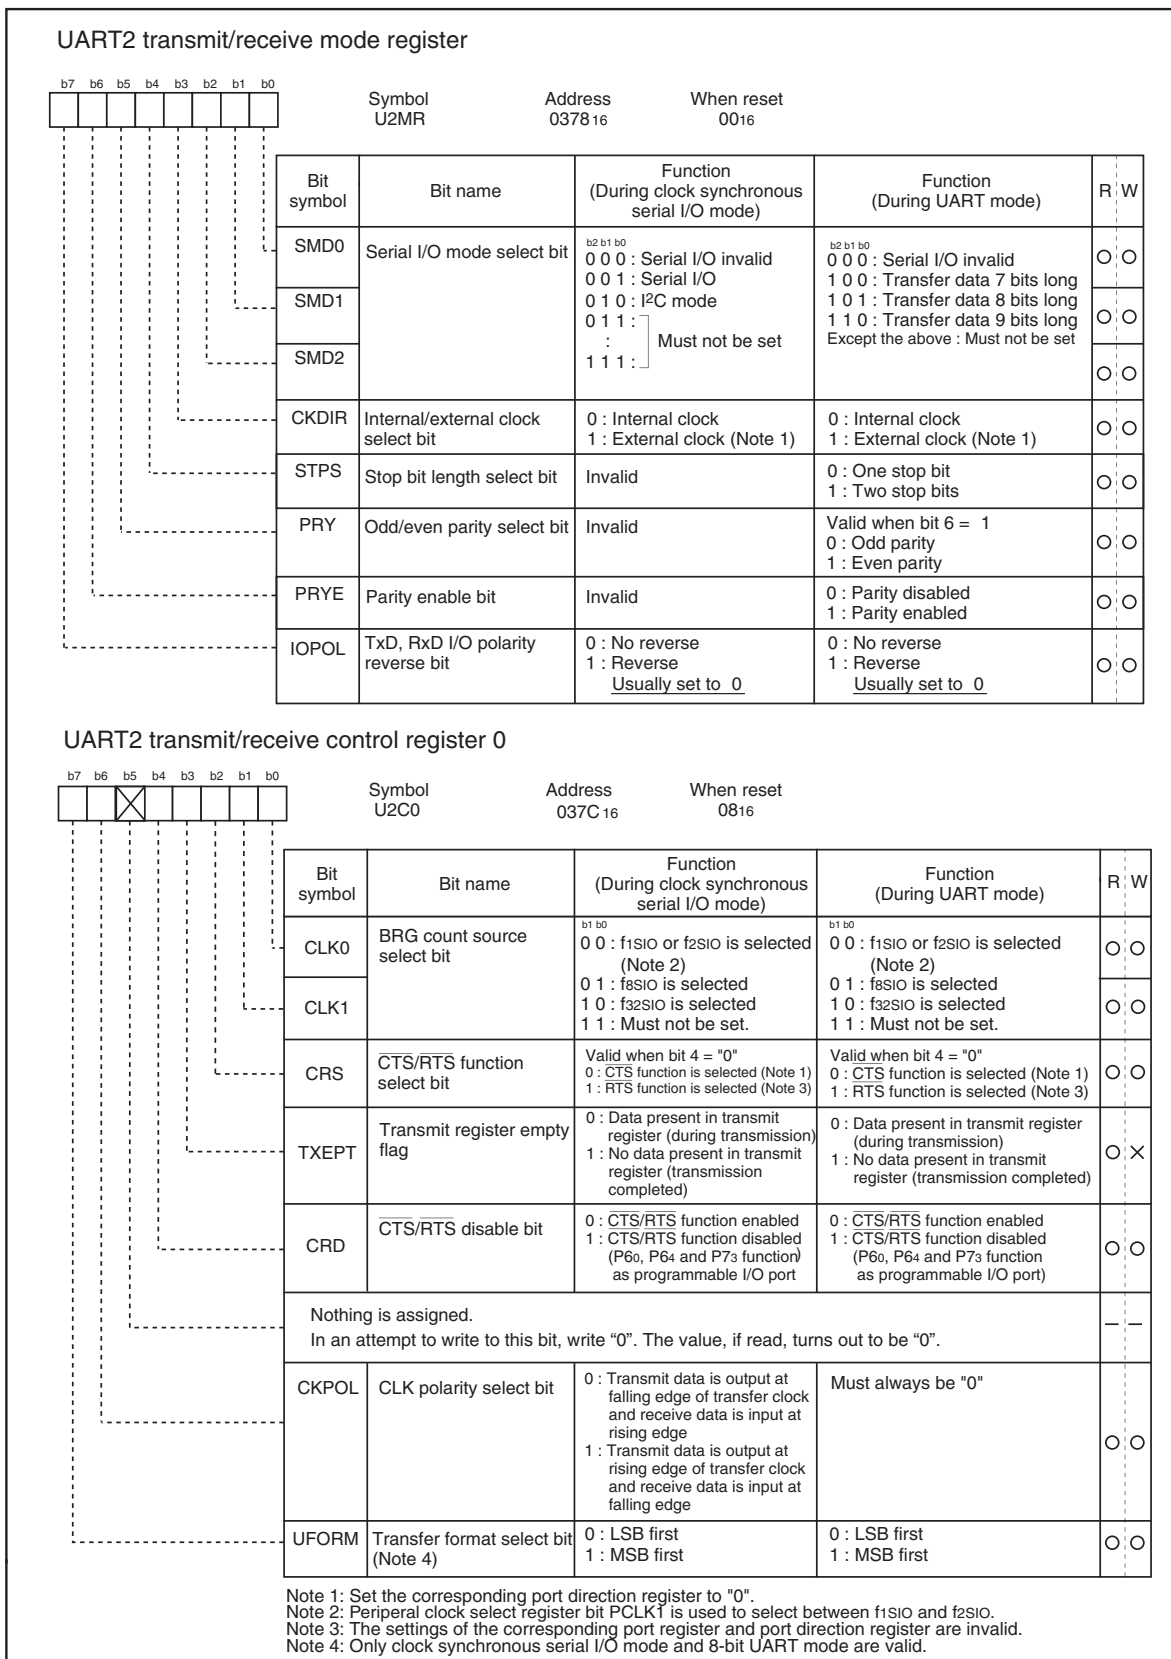 UART2 transmit/receive mode register
b7 b6 b5 b4 b3 b2 b1 b0
Symbol Address When reset
U2MR 037816 0016
Bit symbol Bit name Function (During clock synchronous serial I/O mode) Function (During UART mode) R W
SMD0 Serial I/O mode select bit
SMD1
SMD2
b2 b1 b0
0 0 0 : Serial I/O invalid
0 0 1 : Serial I/O
0 1 0 : I2C mode
0 1 1 :
:
Must not be set
1 1 1 :
b2 b1 b0
0 0 0 : Serial I/O invalid
1 0 0 : Transfer data 7 bits long
1 0 1 : Transfer data 8 bits long
1 1 0 : Transfer data 9 bits long
Except the above : Must not be set
CKDIR Internal/external clock
select bit
0 : Internal clock
1 : External clock (Note 1)
0 : Internal clock
1 : External clock (Note 1)
STPS Stop bit length select bit Invalid
0 : One stop bit
1 : Two stop bits
PRY Odd/even parity select bit Invalid
Valid when bit 6 = 1
0 : Odd parity
1 : Even parity
PRYE Parity enable bit Invalid
0 : Parity disabled
1 : Parity enabled
IOPOL TxD, RxD I/O polarity
reverse bit
0 : No reverse
1 : Reverse
Usually set to 0
0 : No reverse
1 : Reverse
Usually set to 0
UART2 transmit/receive control register 0
b7 b6 b5 b4 b3 b2 b1 b0
Symbol Address When reset
U2C0 037C16 0816
Bit symbol Bit name Function (During clock synchronous serial I/O mode) Function (During UART mode) R W
CLK0 BRG count source
select bit
CLK1
b1 b0
0 0 : f1SIO or f2SIO is selected
(Note 2)
0 1 : f8SIO is selected
1 0 : f32SIO is selected
1 1 : Must not be set.
b1 b0
0 0 : f1SIO or f2SIO is selected
(Note 2)
0 1 : f8SIO is selected
1 0 : f32SIO is selected
1 1 : Must not be set.
CRS CTS/RTS function
select bit
Valid when bit 4 = "0"
0 : CTS function is selected (Note 1)
1 : RTS function is selected (Note 3)
Valid when bit 4 = "0"
0 : CTS function is selected (Note 1)
1 : RTS function is selected (Note 3)
TXEPT Transmit register empty
flag
0 : Data present in transmit
register (during transmission)
1 : No data present in transmit
register (transmission
completed)
0 : Data present in transmit register
(during transmission)
1 : No data present in transmit
register (transmission completed)
CRD CTS/RTS disable bit
0 : CTS/RTS function enabled
1 : CTS/RTS function disabled
(P60, P64 and P73 function)
as programmable I/O port
0 : CTS/RTS function enabled
1 : CTS/RTS function disabled
(P60, P64 and P73 function
as programmable I/O port)
Nothing is assigned.
In an attempt to write to this bit, write “0”. The value, if read, turns out to be “0”.
CKPOL CLK polarity select bit
0 : Transmit data is output at
falling edge of transfer clock
and receive data is input at
rising edge
1 : Transmit data is output at
rising edge of transfer clock
and receive data is input at
falling edge
Must always be "0"
UFORM Transfer format select bit
(Note 4)
0 : LSB first
1 : MSB first
0 : LSB first
1 : MSB first
Note 1: Set the corresponding port direction register to "0".
Note 2: Periperal clock select register bit PCLK1 is used to select between f1SIO and f2SIO.
Note 3: The settings of the corresponding port register and port direction register are invalid.
Note 4: Only clock synchronous serial I/O mode and 8-bit UART mode are valid.